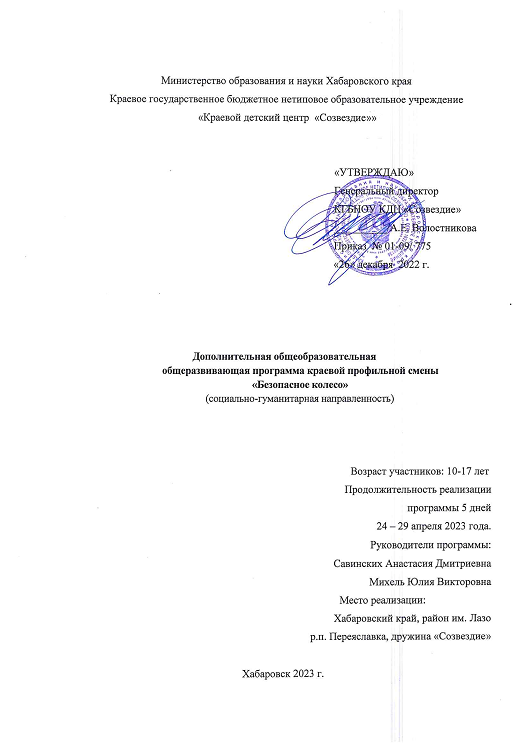 Министерство образования и науки Хабаровского края
Краевое государственное бюджетное нетиповое образовательное учреждение
«Краевой детский центр «Созвездие»»
«УТВЕРЖДАЮ»
Генеральный директор
КГБНОУ КДЦ «Созвездие»
А.Е. Волостникова
Приказ № 01-09/ 775
«26» декабря 2022 г.
Дополнительная общеобразовательная
общеразвивающая программа краевой профильной смены
«Безопасное колесо»
(социально-гуманитарная направленность)
Возраст участников: 10-17 лет
Продолжительность реализации
программы 5 дней
24 – 29 апреля 2023 года.
Руководители программы:
Савинских Анастасия Дмитриевна
Михель Юлия Викторовна
Место реализации:
Хабаровский край, район им. Лазо
р.п. Переяславка, дружина «Созвездие»
Хабаровск 2023 г.